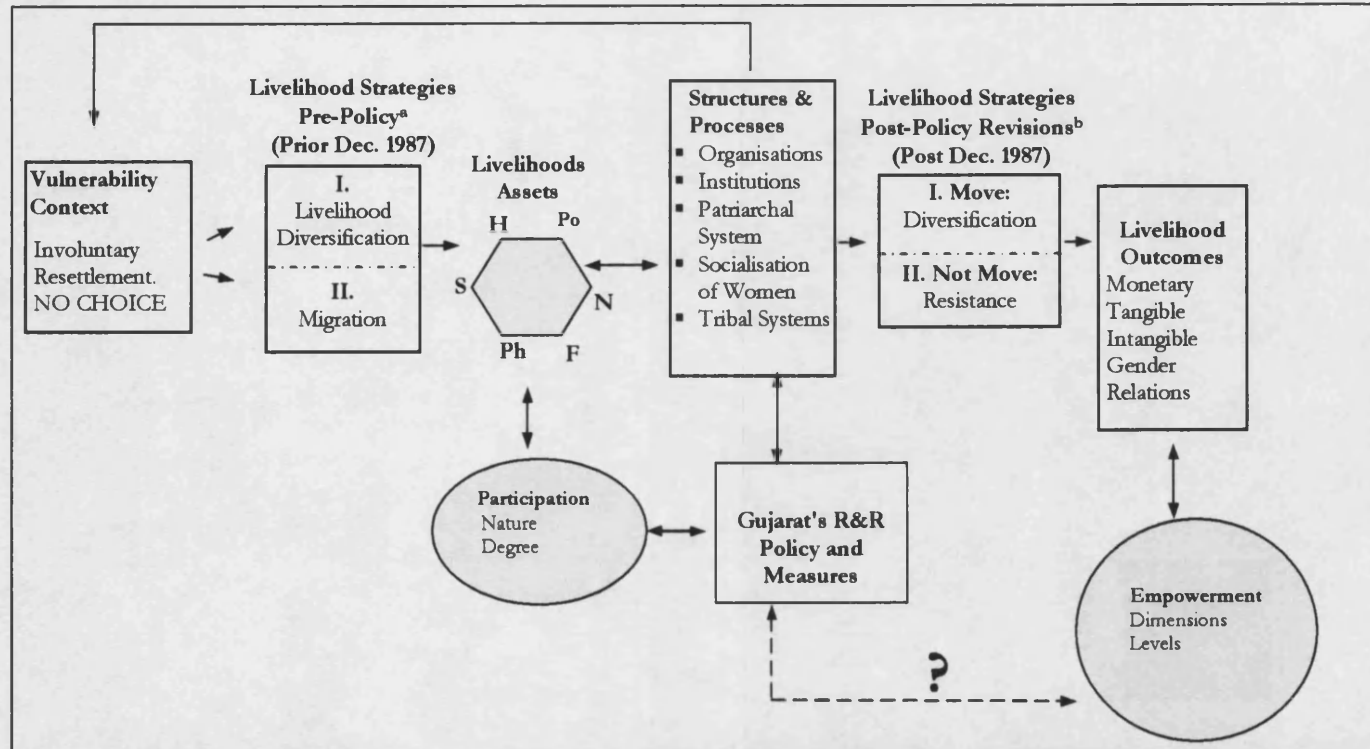 Livelihood Strategies
Pre-Policyᵃ
(Prior Dec. 1987)
Vulnerability
Context
Involuntary
Resettlement.
NO CHOICE
I.
Livelihood
Diversification
II.
Migration
Livelihoods
Assets
H
Po
S
N
Ph
F
Structures &
Processes
▪ Organisations
▪ Institutions
▪ Patriarchal
System
▪ Socialisation
of Women
▪ Tribal Systems
Livelihood Strategies
Post-Policy Revisionsᵇ
(Post Dec. 1987)
I. Move:
Diversification
II. Not Move:
Resistance
Livelihood
Outcomes
Monetary
Tangible
Intangible
Gender
Relations
Participation
Nature
Degree
Gujarat's R&R
Policy and
Measures
Empowerment
Dimensions
Levels
?